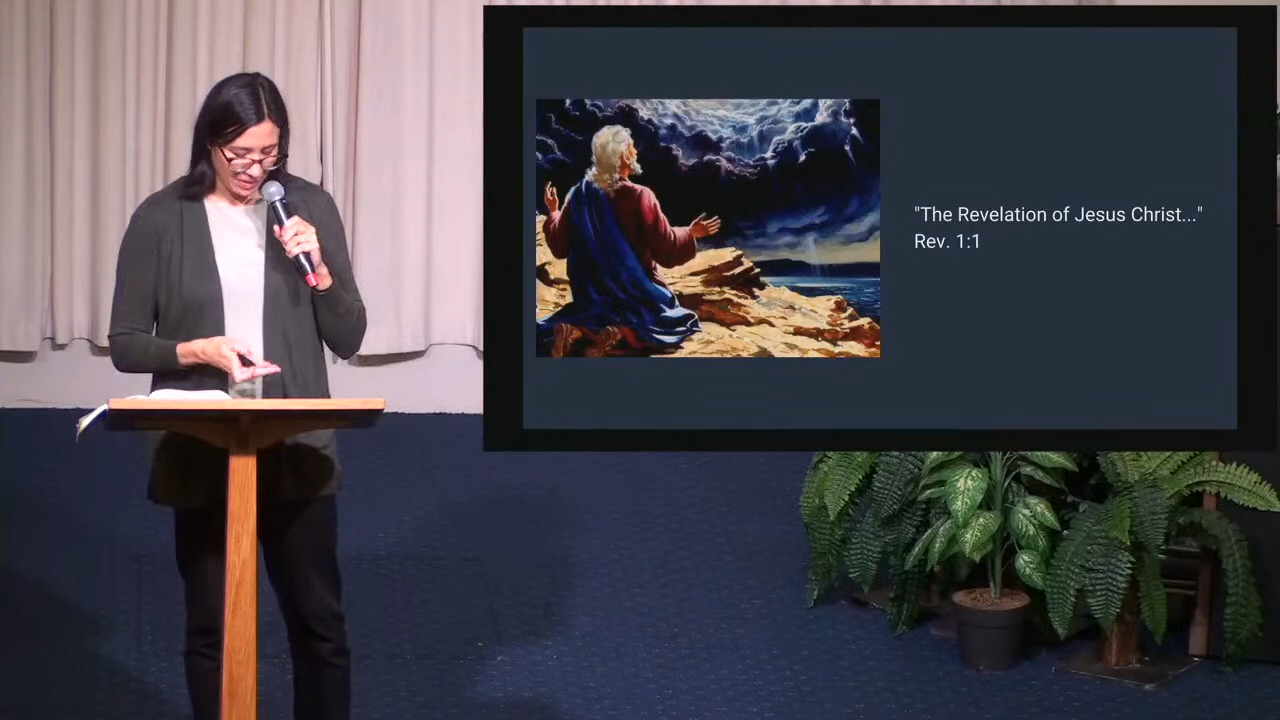 "The Revelation of Jesus Christ..."
Rev. 1:1